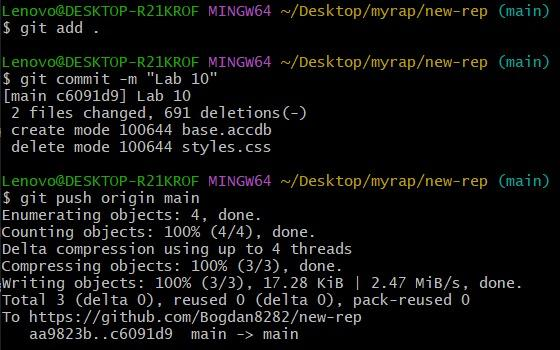 Lenovo@DESKTOP-R21KROF MINGW64 ~/Desktop/myrap/new-rep (main)
$ git add .
Lenovo@DESKTOP-R21KROF MINGW64 ~/Desktop/myrap/new-rep (main)
$ git commit -m "Lab 10"
[main c6091d9] Lab 10
 2 files changed, 691 deletions(-)
 create mode 100644 base.accdb
 delete mode 100644 styles.css
Lenovo@DESKTOP-R21KROF MINGW64 ~/Desktop/myrap/new-rep (main)
$ git push origin main
Enumerating objects: 4, done.
Counting objects: 100% (4/4), done.
Delta compression using up to 4 threads
Compressing objects: 100% (3/3), done.
Writing objects: 100% (3/3), 17.28 KiB | 2.47 MiB/s, done.
Total 3 (delta 0), reused 0 (delta 0), pack-reused 0
To https://github.com/Bogdan8282/new-rep
   aa9823b..c6091d9  main -> main